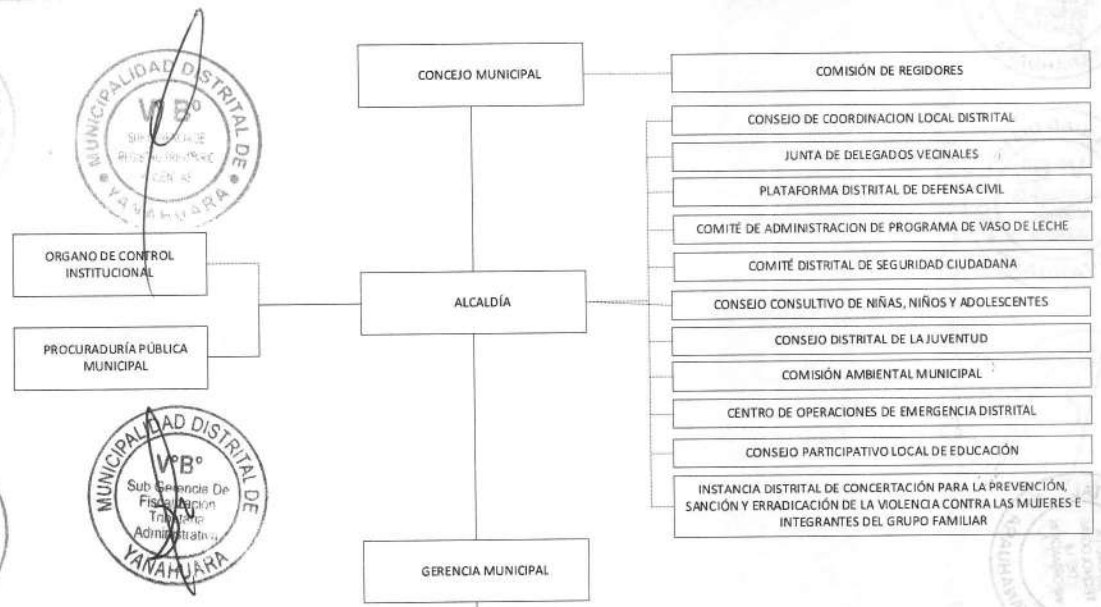 MUNICIPALIDAD DISTRITAL DE
V° B°
YANAHUARA
CONCEJO MUNICIPAL
COMISIÓN DE REGIDORES
CONSEJO DE COORDINACION LOCAL DISTRITAL
JUNTA DE DELEGADOS VECINALES
PLATAFORMA DISTRITAL DE DEFENSA CIVIL
COMITÉ DE ADMINISTRACION DE PROGRAMA DE VASO DE LECHE
COMITÉ DISTRITAL DE SEGURIDAD CIUDADANA
CONSEJO CONSULTIVO DE NIÑAS, NIÑOS Y ADOLESCENTES
CONSEJO DISTRITAL DE LA JUVENTUD
COMISIÓN AMBIENTAL MUNICIPAL
CENTRO DE OPERACIONES DE EMERGENCIA DISTRITAL
CONSEJO PARTICIPATIVO LOCAL DE EDUCACIÓN
INSTANCIA DISTRITAL DE CONCERTACIÓN PARA LA PREVENCIÓN,
SANCIÓN Y ERRADICACIÓN DE LA VIOLENCIA CONTRA LAS MUJERES E
INTEGRANTES DEL GRUPO FAMILIAR
ORGANO DE CONTROL
INSTITUCIONAL
ALCALDÍA
PROCURADURÍA PÚBLICA
MUNICIPAL
MUNICIPALIDAD DISTRITAL DE
V°B°
Sub Gerencia De
Fiscalización
Tributaria
Administrativa
YANAHUARA
GERENCIA MUNICIPAL